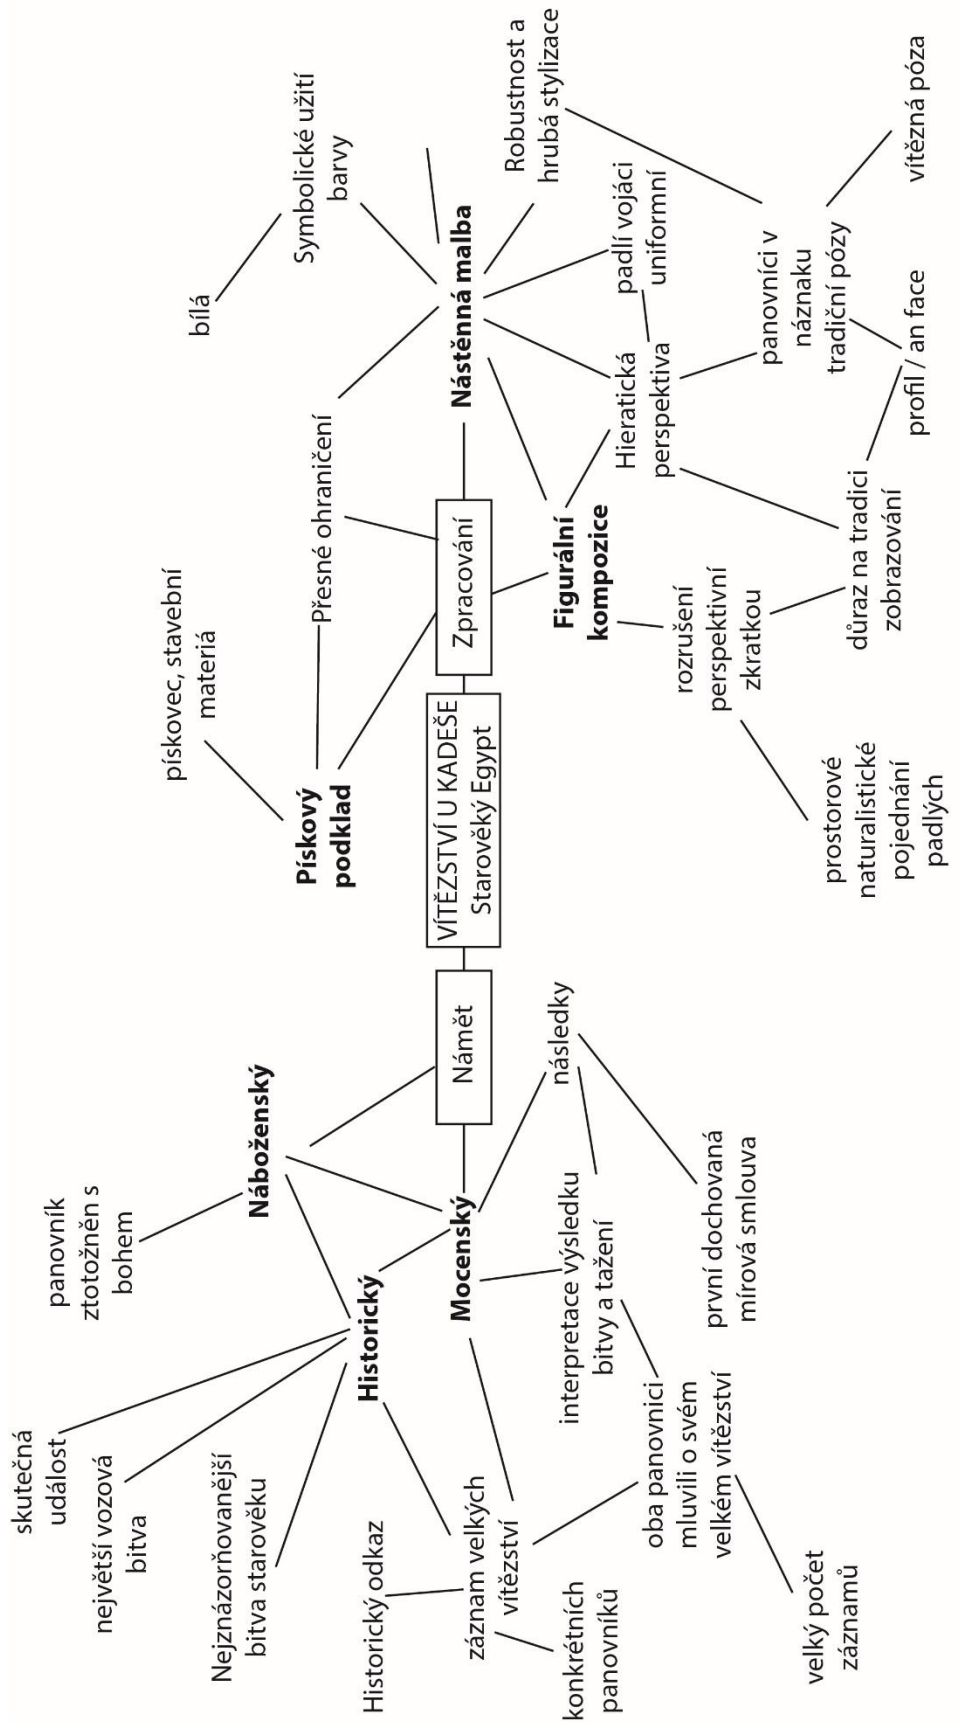 skutečná
událost
největší vozová
bitva
Nejznázorňovanější
bitva starověku
panovník
ztotožněn s
bohem
Náboženský
Historický
Historický odkaz
záznam velkých
vítězství
konkrétních
panovníků
Mocenský
Námět
následky
interpretace výsledku
bitvy a tažení
oba panovnici
mluvili o svém
velkém vítězství
velký počet
záznamů
první dochovaná
mírová smlouva
VÍTĚZSTVÍ U KADEŠE
Starověký Egypt
pískovec, stavební
materiá
Pískový
podklad
Přesné ohraničení
bílá
Symbolické užití
barvy
Zpracování
Nástěnná malba
Figurální
kompozice
Hieratická
perspektiva
padlí vojáci
uniformní
Robustnost a
hrubá stylizace
rozrušení
perspektivní
zkratkou
prostorové
naturalistické
pojednání
padlých
důraz na tradici
zobrazování
panovníci v
náznaku
tradiční pózy
profil / an face
vítězná póza